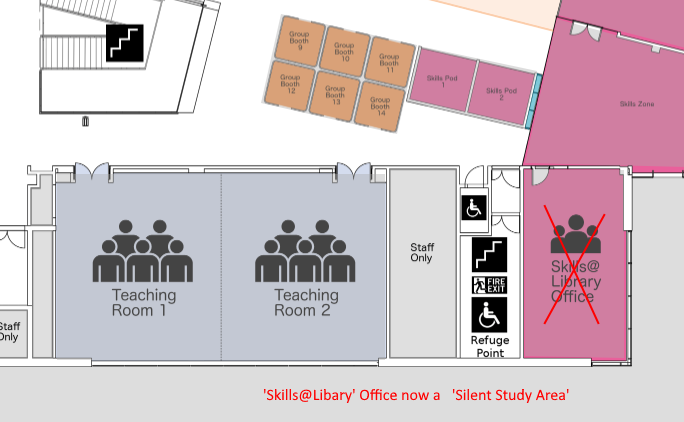 Group
Booth
9
Group
Booth
10
Group
Booth
11
Group
Booth
12
Group
Booth
13
Group
Booth
14
Skills Pod
1
Skills Pod
2
Skills Zone
Teaching
Room 1
Teaching
Room 2
Staff
Only
FIRE
EXIT
Refuge
Point
Skills@
Library
Office
Staff
Only
'Skills@Libary' Office now a 'Silent Study Area'